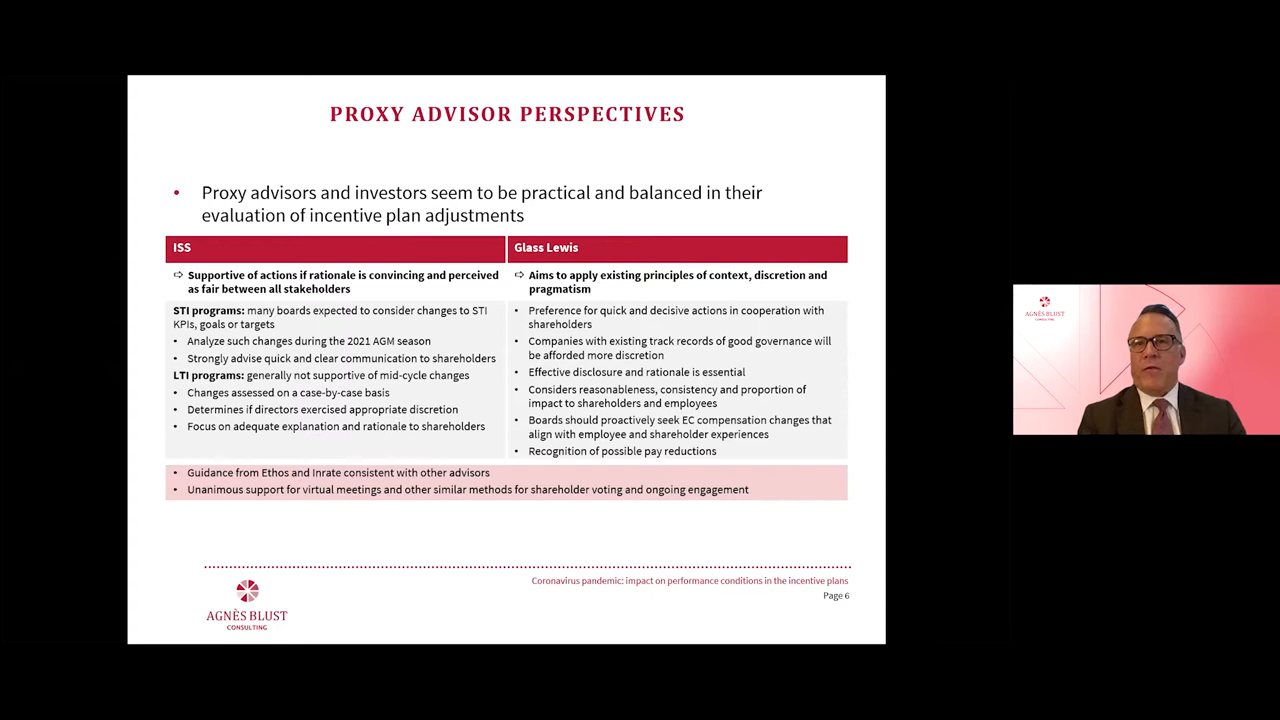 PROXY ADVISOR PERSPECTIVES
• Proxy advisors and investors seem to be practical and balanced in their
evaluation of incentive plan adjustments
ISS
⇨ Supportive of actions if rationale is convincing and perceived
as fair between all stakeholders
STI programs: many boards expected to consider changes to STI
KPIs, goals or targets
• Analyze such changes during the 2021 AGM season
• Strongly advise quick and clear communication to shareholders
LTI programs: generally not supportive of mid-cycle changes
• Changes assessed on a case-by-case basis
• Determines if directors exercised appropriate discretion
• Focus on adequate explanation and rationale to shareholders
Glass Lewis
⇨ Aims to apply existing principles of context, discretion and
pragmatism
• Preference for quick and decisive actions in cooperation with
shareholders
• Companies with existing track records of good governance will
be afforded more discretion
• Effective disclosure and rationale is essential
• Considers reasonableness, consistency and proportion of
impact to shareholders and employees
• Boards should proactively seek EC compensation changes that
align with employee and shareholder experiences
• Recognition of possible pay reductions
• Guidance from Ethos and Inrate consistent with other advisors
• Unanimous support for virtual meetings and other similar methods for shareholder voting and ongoing engagement
Coronavirus pandemic: impact on performance conditions in the incentive plans
Page 6
AGNÈS BLUST
CONSULTING
AGNÈS BLUST
CONSULTING